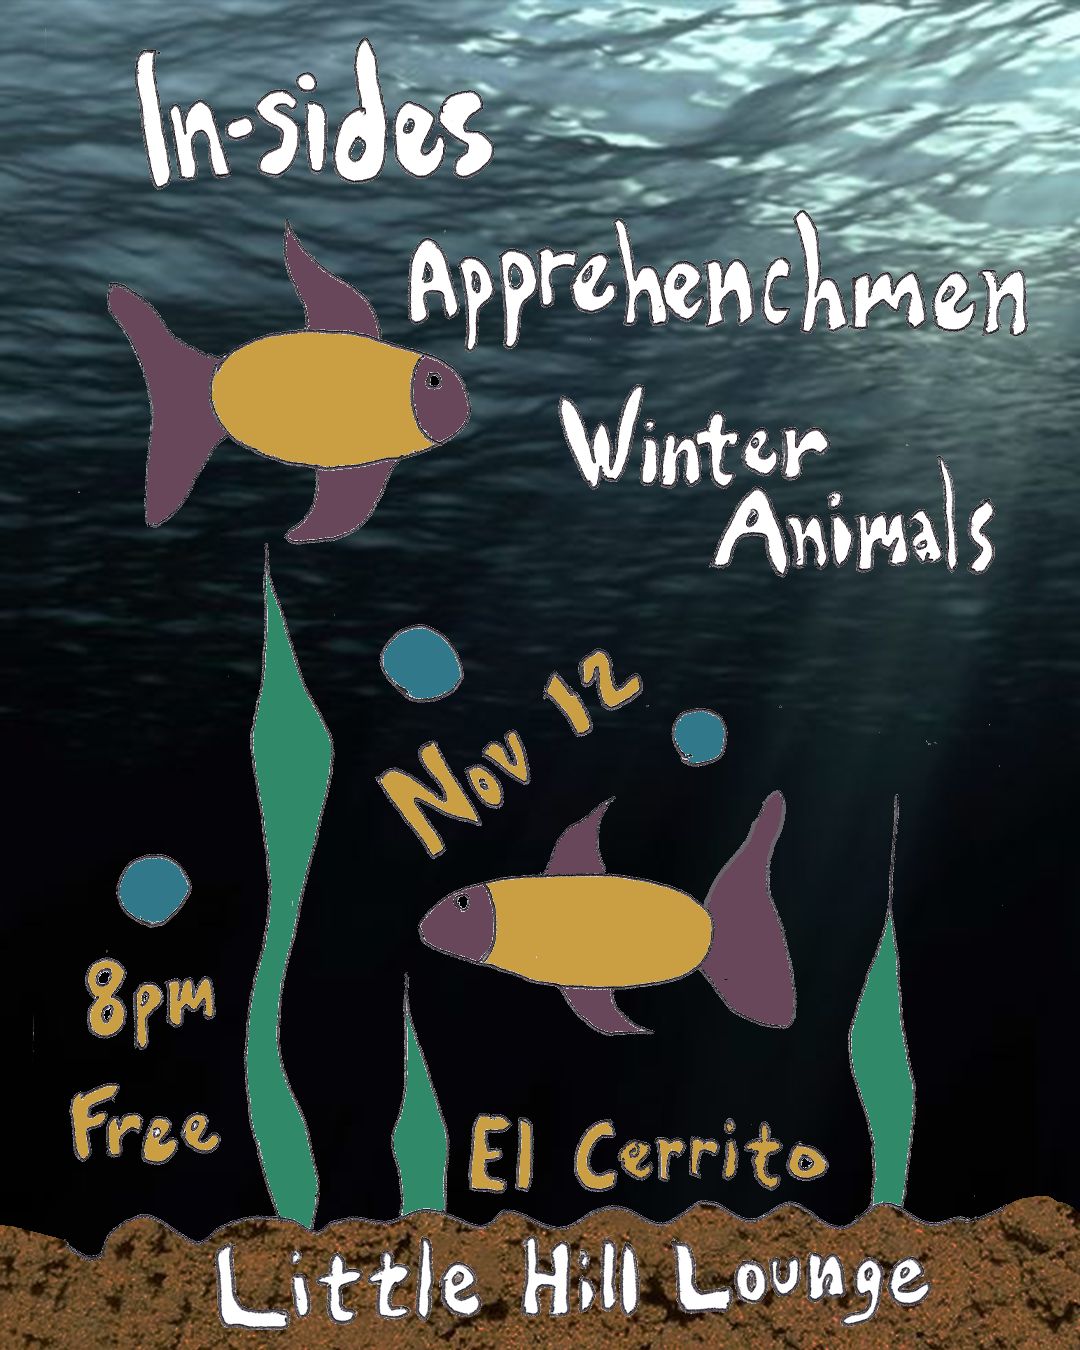 In-sides
Apprehenchmen
Winter
Animals
Nov 12
8pm
Free
El Cerrito
Little Hill Lounge